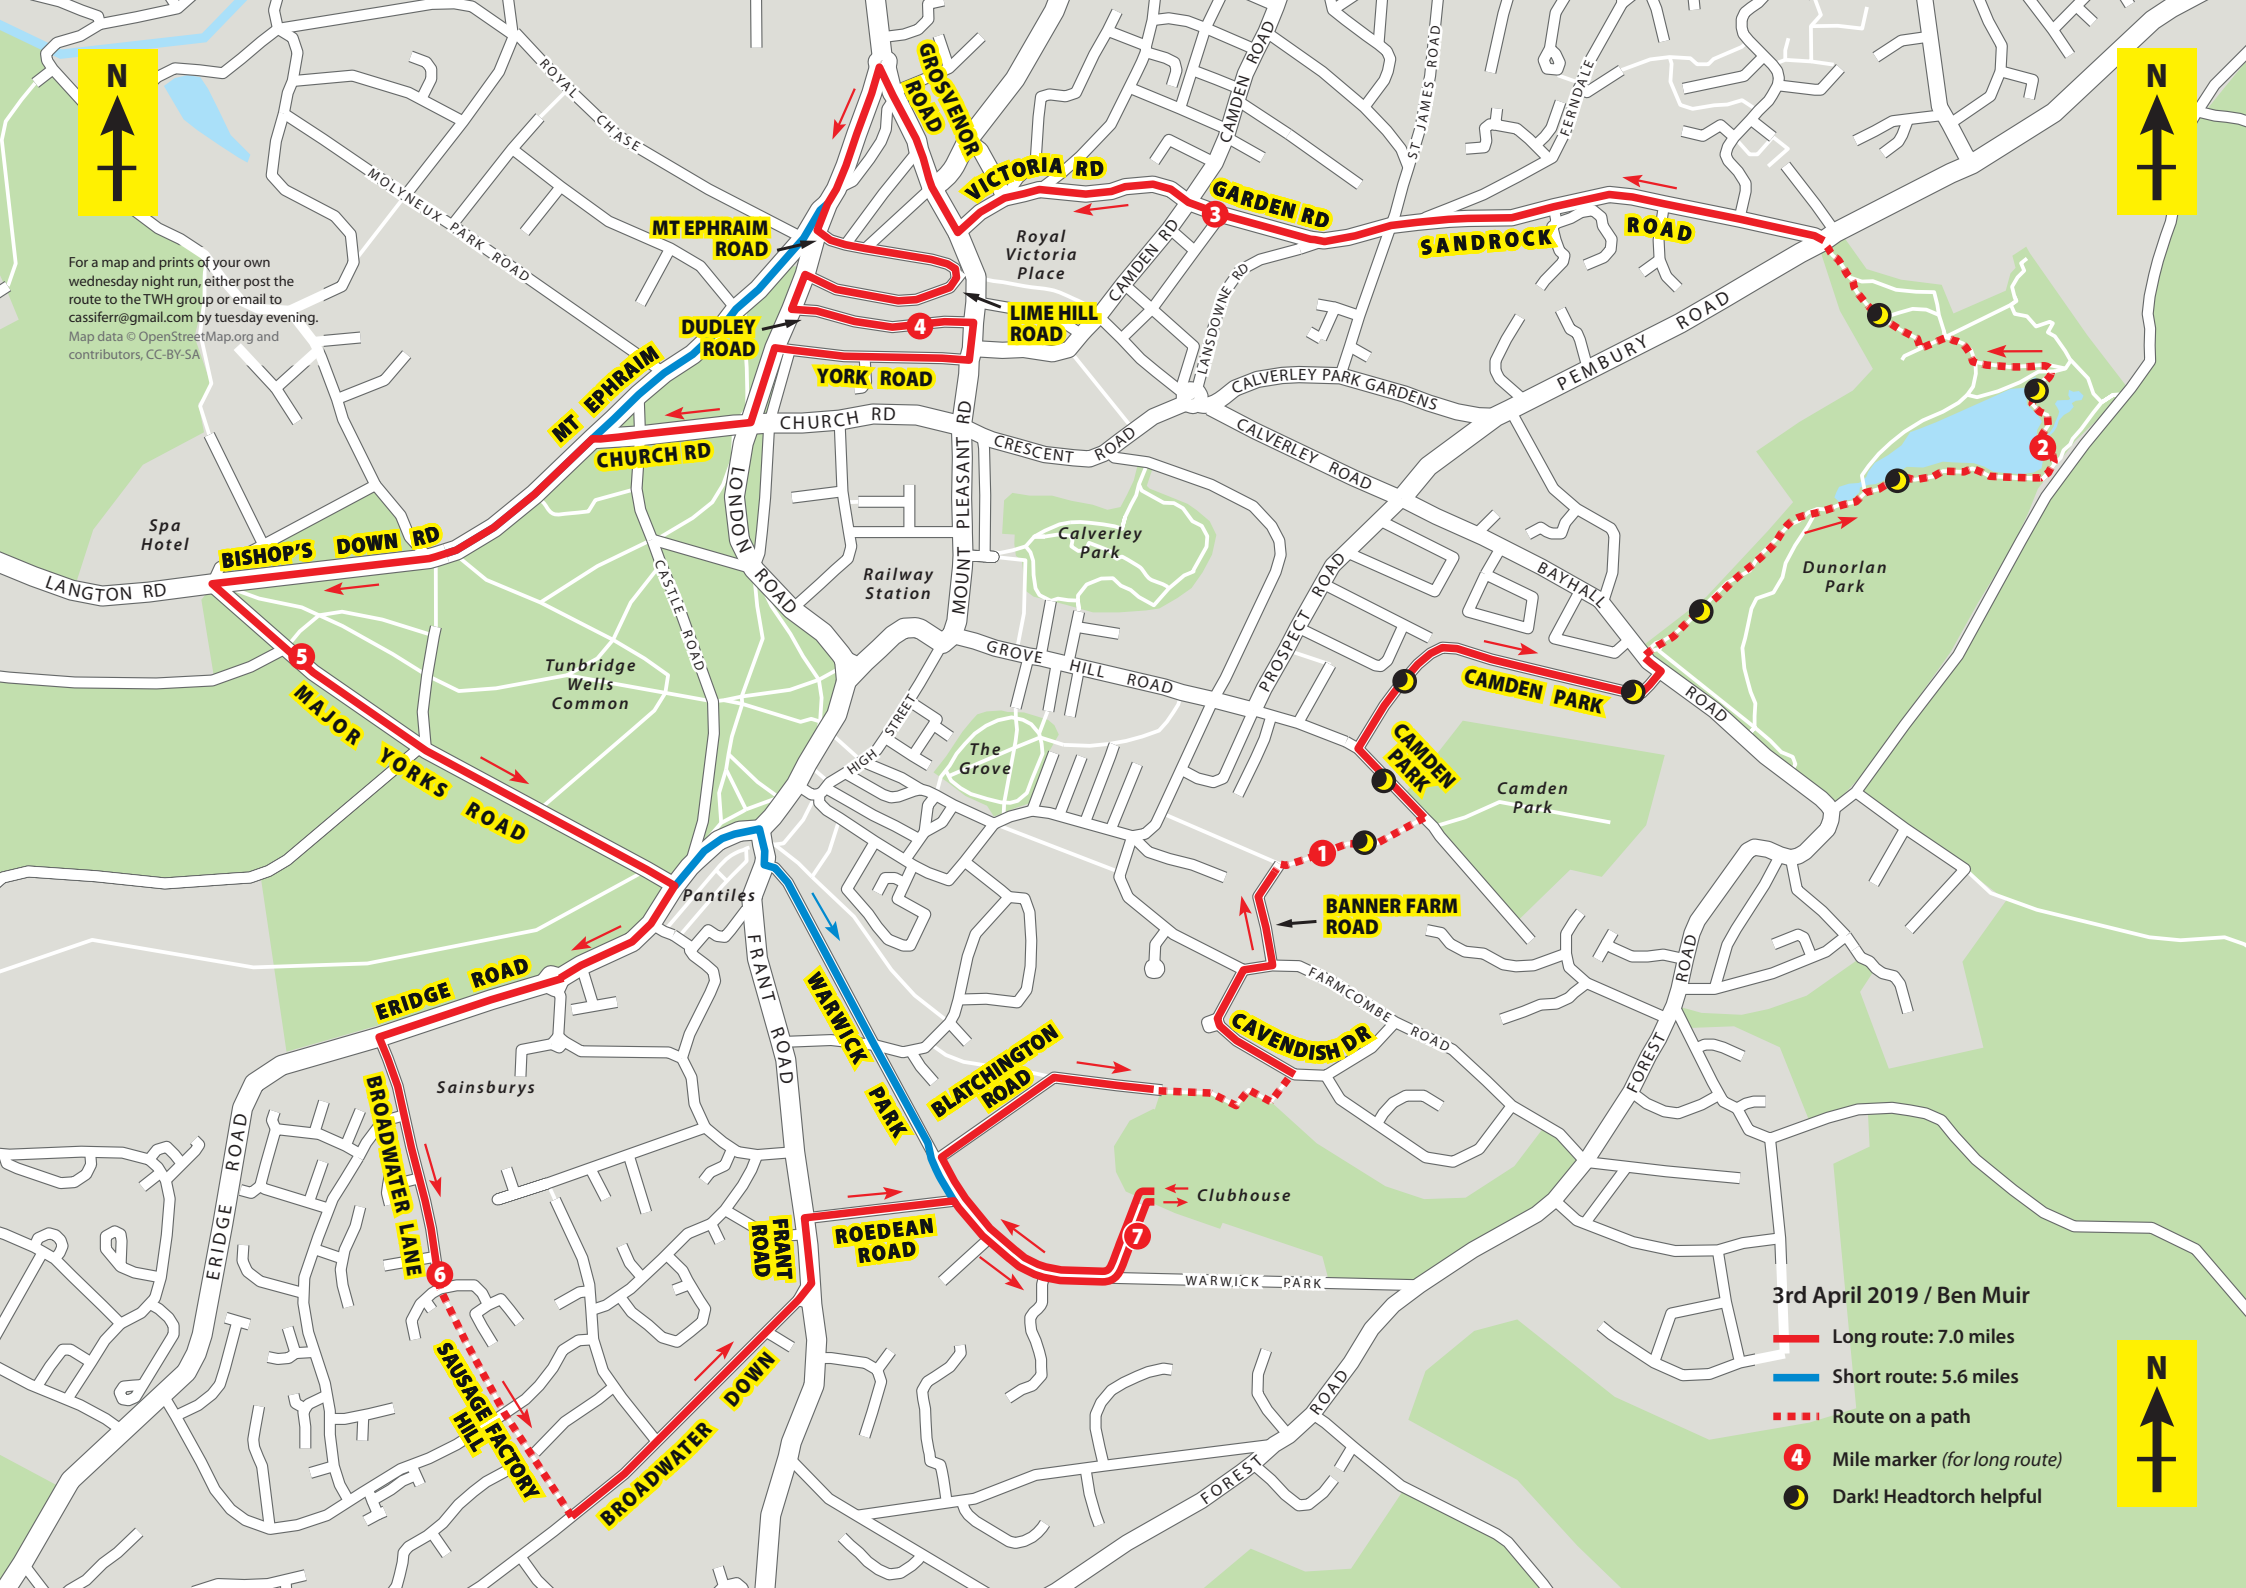 N
N
ROYAL CHASE
GROSVENOR
ROAD
CAMDEN ROAD
ST JAMES ROAD
FERNDALE
MOLYNEUX PARK ROAD
VICTORIA RD
GARDEN RD
3
SANDROCK ROAD
MT EPHRAIM
ROAD
Royal
Victoria
Place
CAMDEN RD
LANSDOWNE RD
For a map and prints of your own
wednesday night run, either post the
route to the TWH group or email to
cassiferr@gmail.com by tuesday evening.
Map data © OpenStreetMap.org and
contributors, CC-BY-SA
DUDLEY
ROAD
4
LIME HILL
ROAD
PEMBURY ROAD
YORK ROAD
CALVERLEY PARK GARDENS
MT EPHRAIM
CHURCH RD
CHURCH RD
MOUNT PLEASANT RD
CRESCENT ROAD
CALVERLEY ROAD
2
LONDON ROAD
Spa
Hotel
BISHOP'S DOWN RD
LANGTON RD
Calverley
Park
Railway
Station
CASTLE ROAD
PROSPECT ROAD
BAYHALL ROAD
Dunorlan
Park
5
Tunbridge
Wells
Common
GROVE HILL ROAD
CAMDEN PARK
MAJOR YORKS ROAD
HIGH STREET
The
Grove
CAMDEN
PARK
Camden
Park
1
Pantiles
BANNER FARM
ROAD
FRANT ROAD
WARWICK PARK
ERIDGE ROAD
FARMCOMBE ROAD
CAVENDISH DR
FOREST ROAD
BLATCHINGTON
ROAD
Sainsburys
BROADWATER LANE
ERIDGE ROAD
Clubhouse
7
FRANT
ROAD
ROEDEAN
ROAD
6
WARWICK PARK
SAUSAGE FACTORY
HILL
BROADWATER DOWN
FOREST ROAD
3rd April 2019 / Ben Muir
Long route: 7.0 miles
Short route: 5.6 miles
Route on a path
4 Mile marker (for long route)
Dark! Headtorch helpful
N